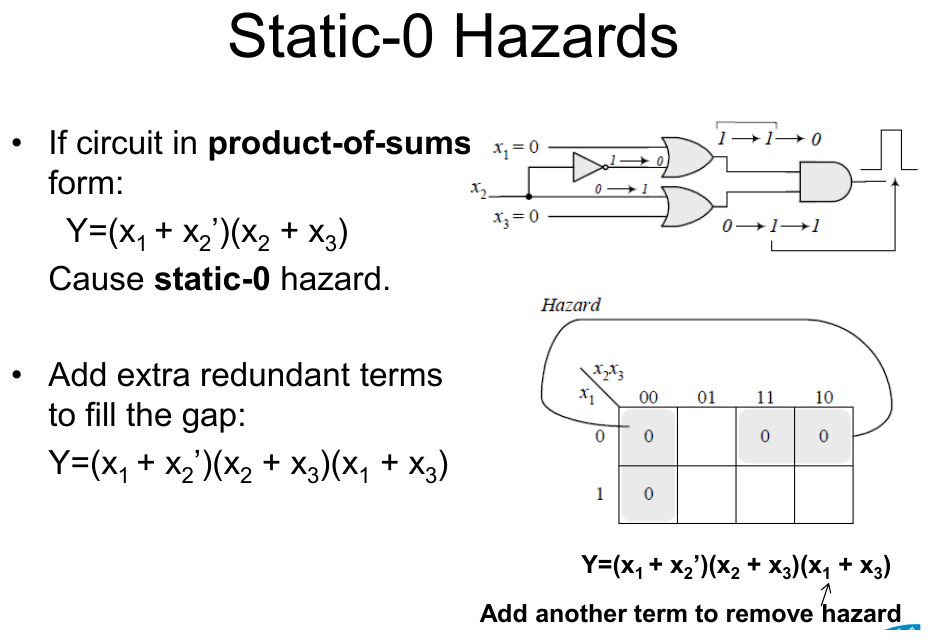 Static-0 Hazards
• If circuit in product-of-sums
form:
Y=(x₁ + x₂’)(x₂ + x₃)
Cause static-0 hazard.
• Add extra redundant terms
to fill the gap:
Y=(x₁ + x₂’)(x₂ + x₃)(x₁ + x₃)
x₁ = 0
x₂
x₃ = 0
1 → 0
0 → 1
1 → 1 → 0
0 → 1 → 1
Hazard
x₂x₃
x₁
00 01 11 10
0 0 0 0
1 0
Y=(x₁ + x₂’)(x₂ + x₃)(x₁ + x₃)
Add another term to remove hazard